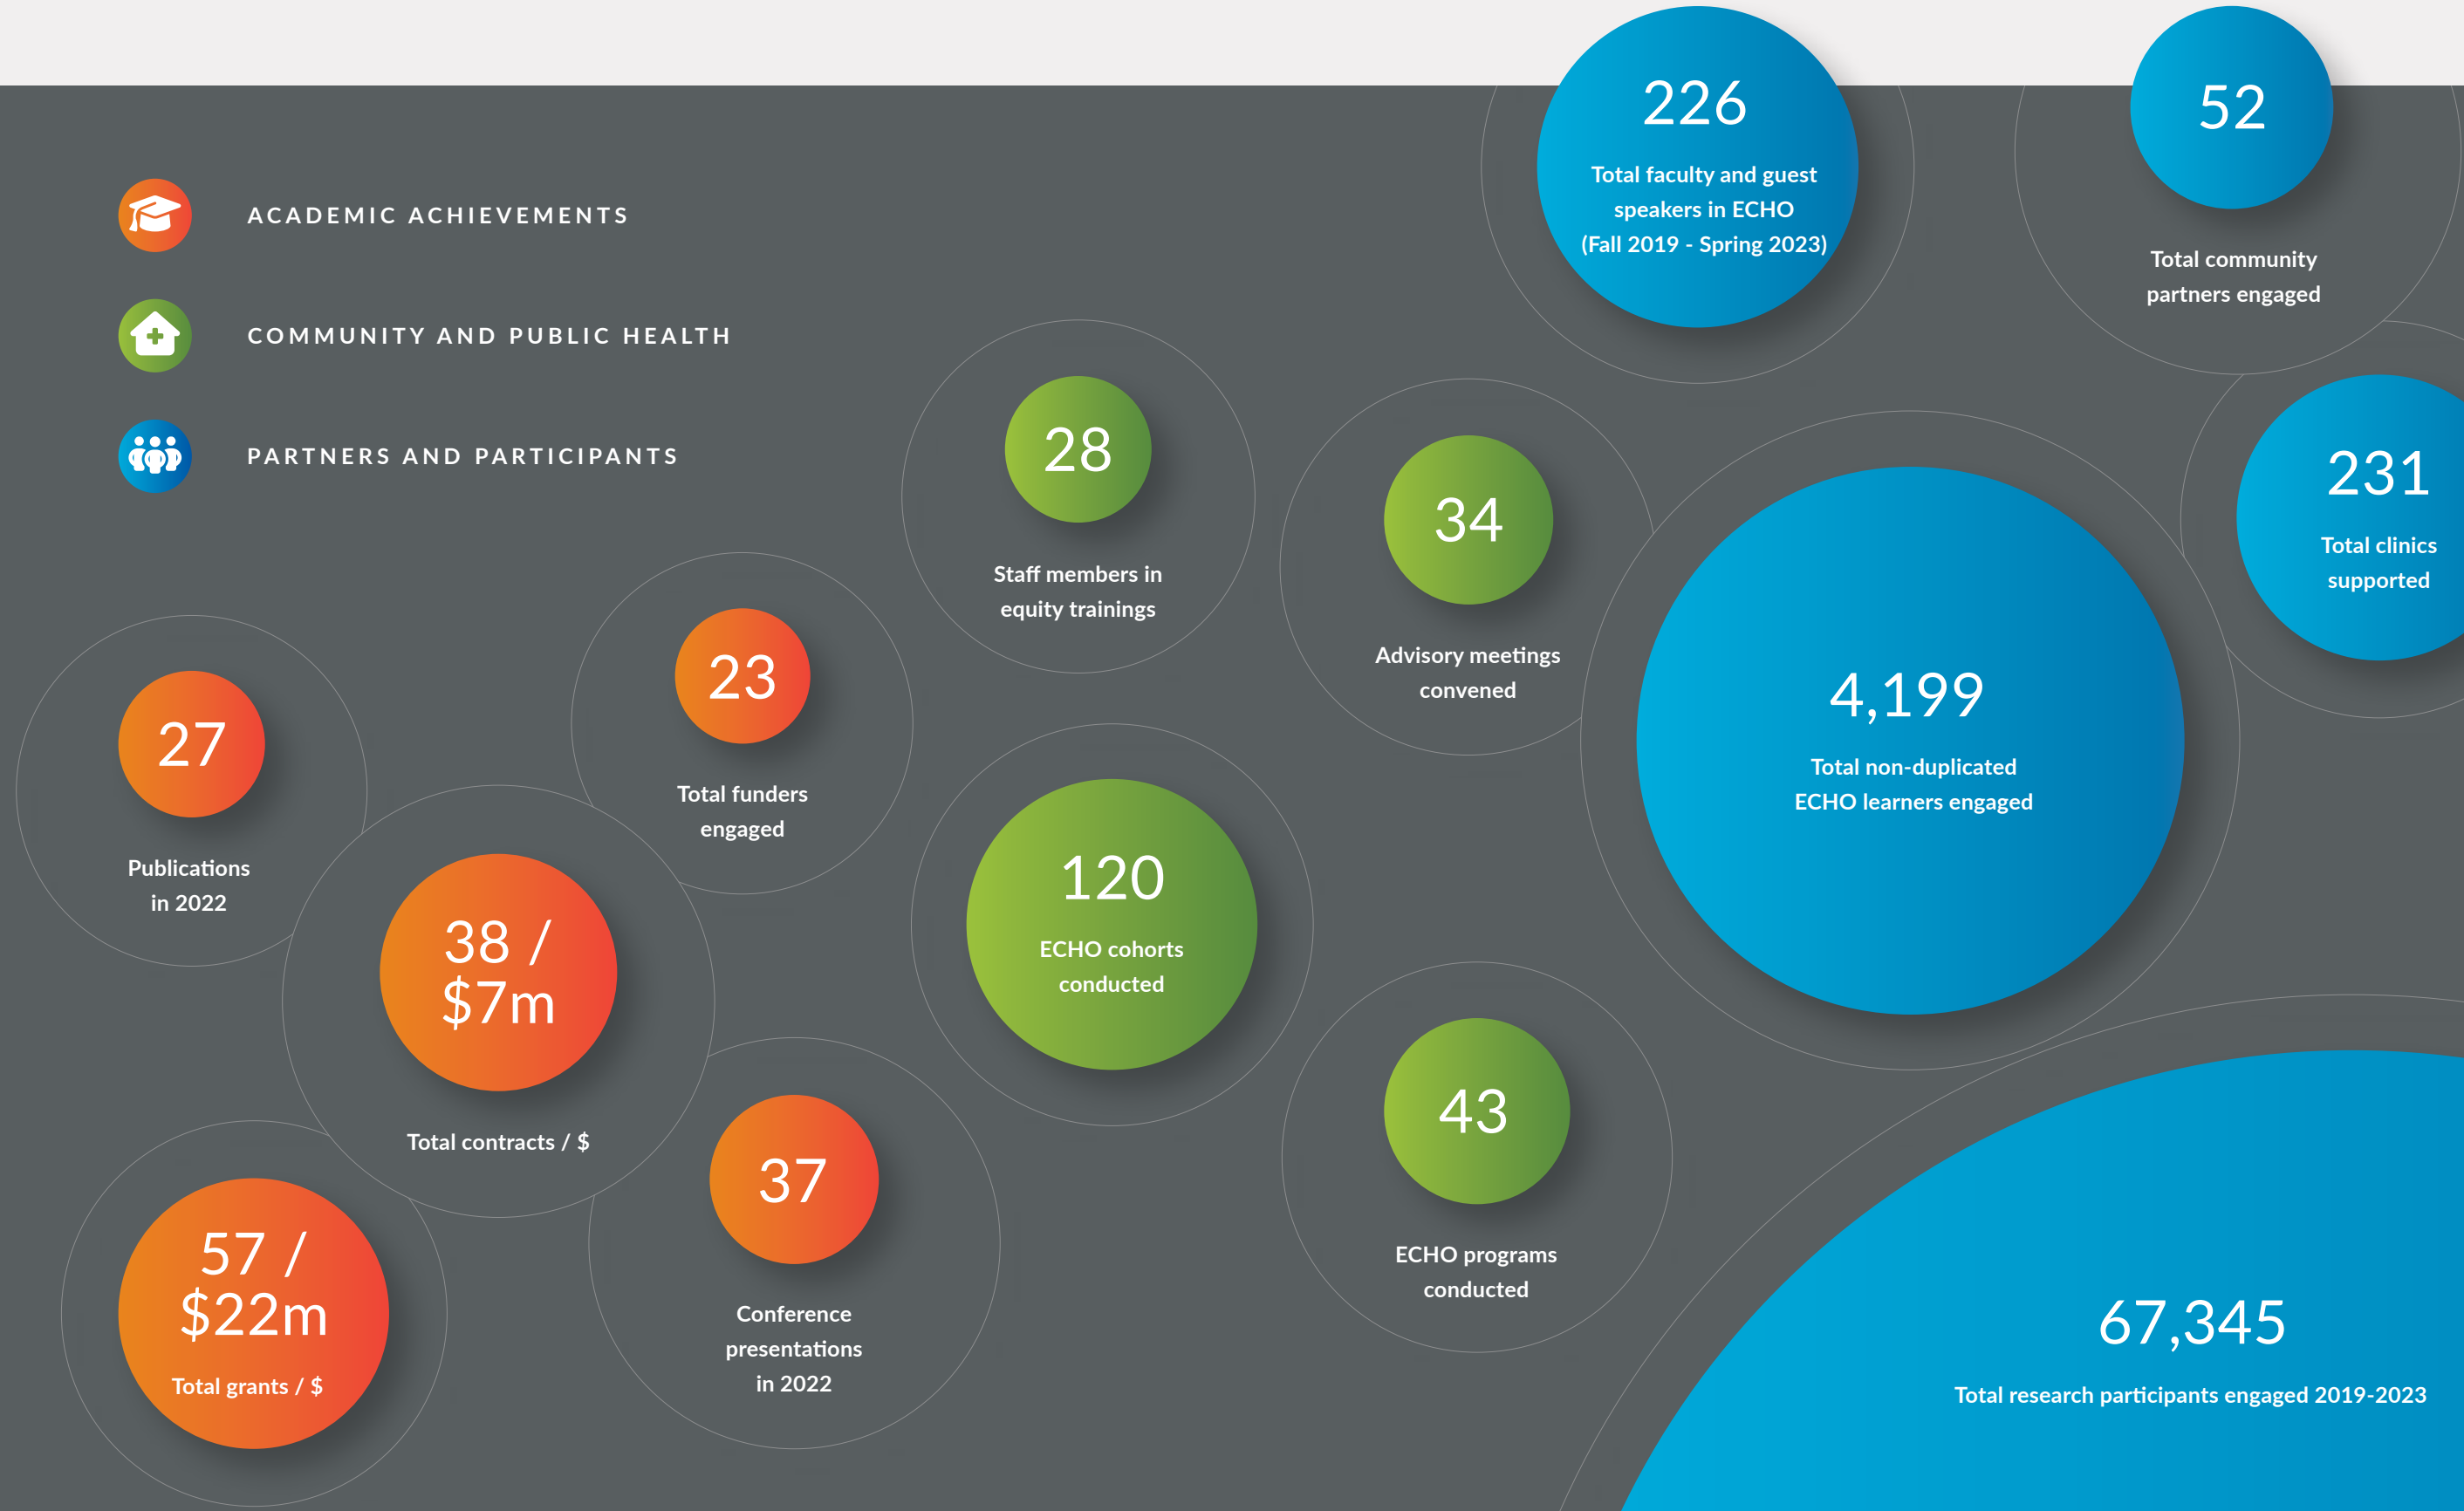 ACADEMIC ACHIEVEMENTS
COMMUNITY AND PUBLIC HEALTH
PARTNERS AND PARTICIPANTS
226
Total faculty and guest
speakers in ECHO
(Fall 2019 - Spring 2023)
52
Total community
partners engaged
28
Staff members in
equity trainings
34
Advisory meetings
convened
231
Total clinics
supported
27
Publications
in 2022
23
Total funders
engaged
4,199
Total non-duplicated
ECHO learners engaged
38 /
$7m
Total contracts / $
120
ECHO cohorts
conducted
57 /
$22m
Total grants / $
37
Conference
presentations
in 2022
43
ECHO programs
conducted
67,345
Total research participants engaged 2019-2023